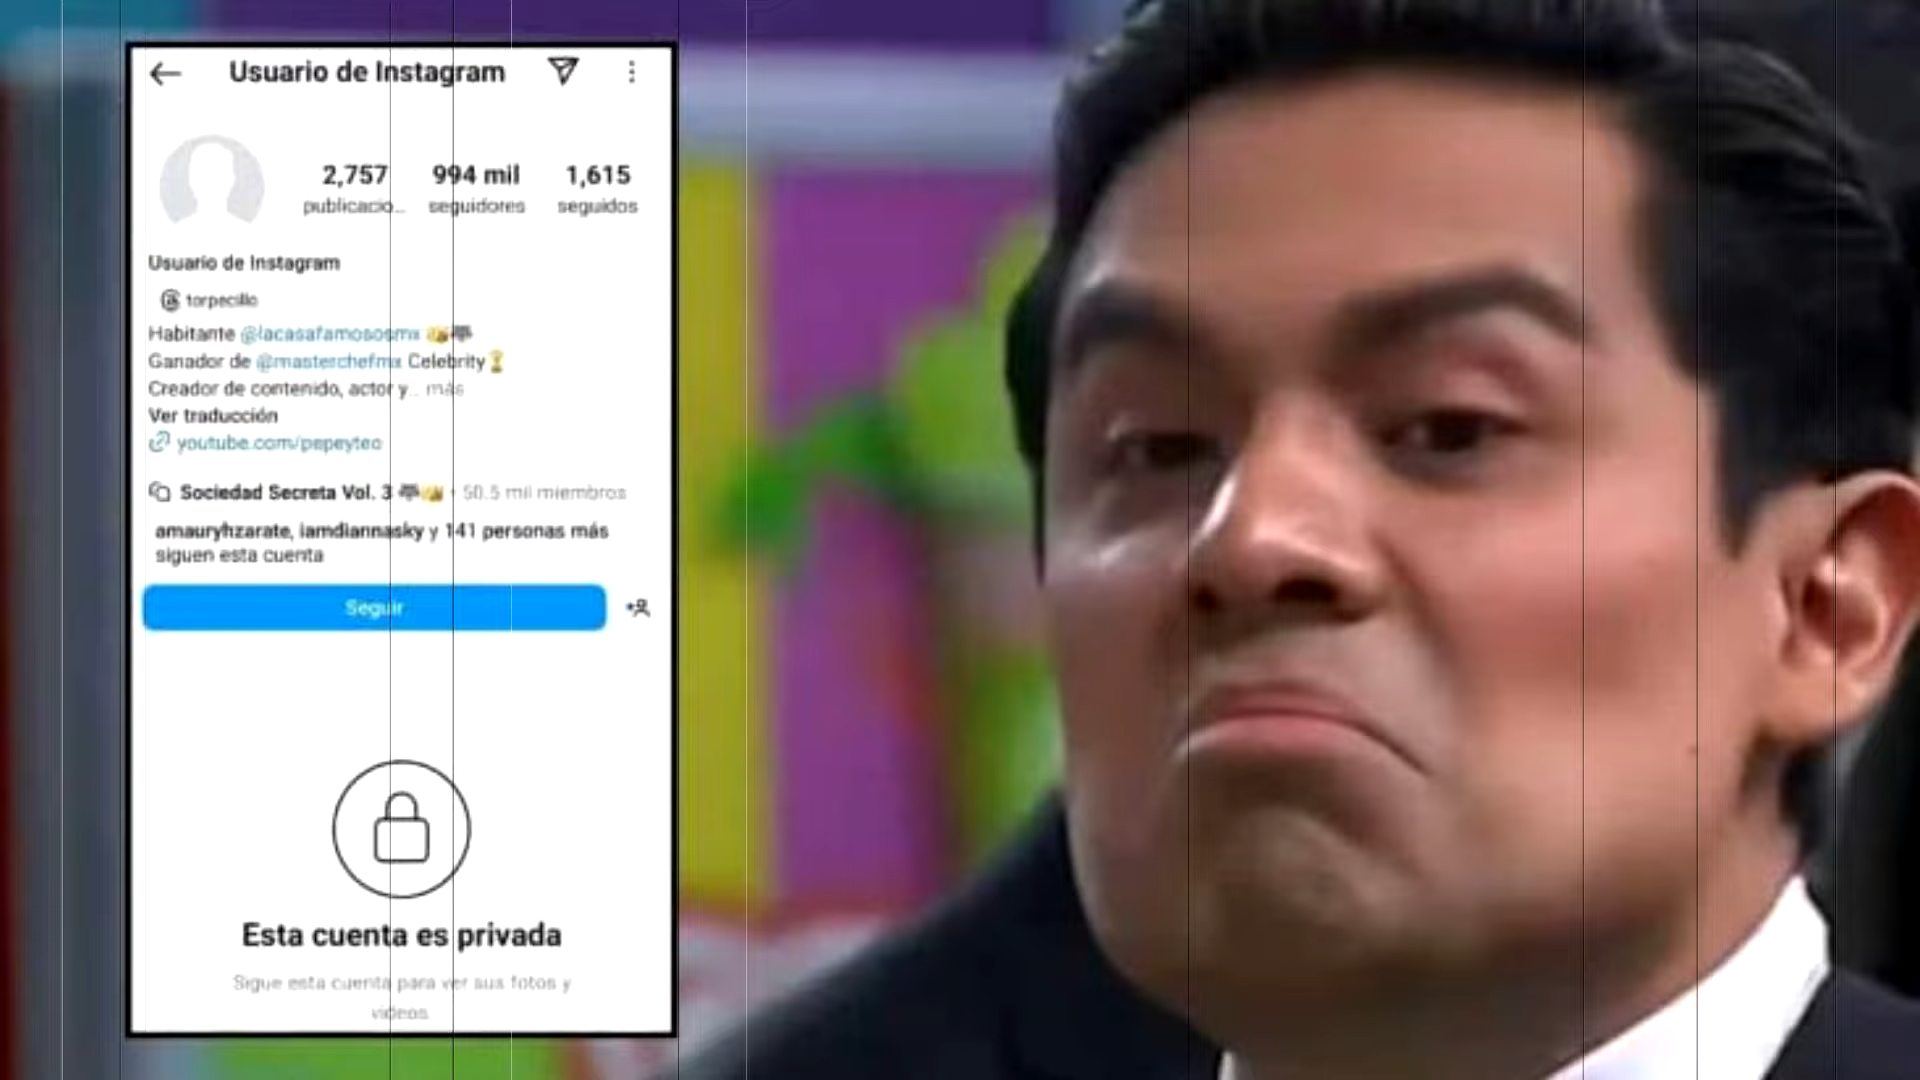 Usuario de Instagram
2,757 994 mil 1,615
publicacio... seguidores seguidos
Usuario de Instagram
torpecillo
Habitante @lacasafamososmx
Ganador de @masterchefmx Celebrity
Creador de contenido, actor y... más
Ver traducción
youtube.com/pepeyteo
Sociedad Secreta Vol. 3 • 50.5 mil miembros
amauryhzarate, iamdiannasky y 141 personas más
siguen esta cuenta
Seguir
Esta cuenta es privada
Sigue esta cuenta para ver sus fotos y
videos.